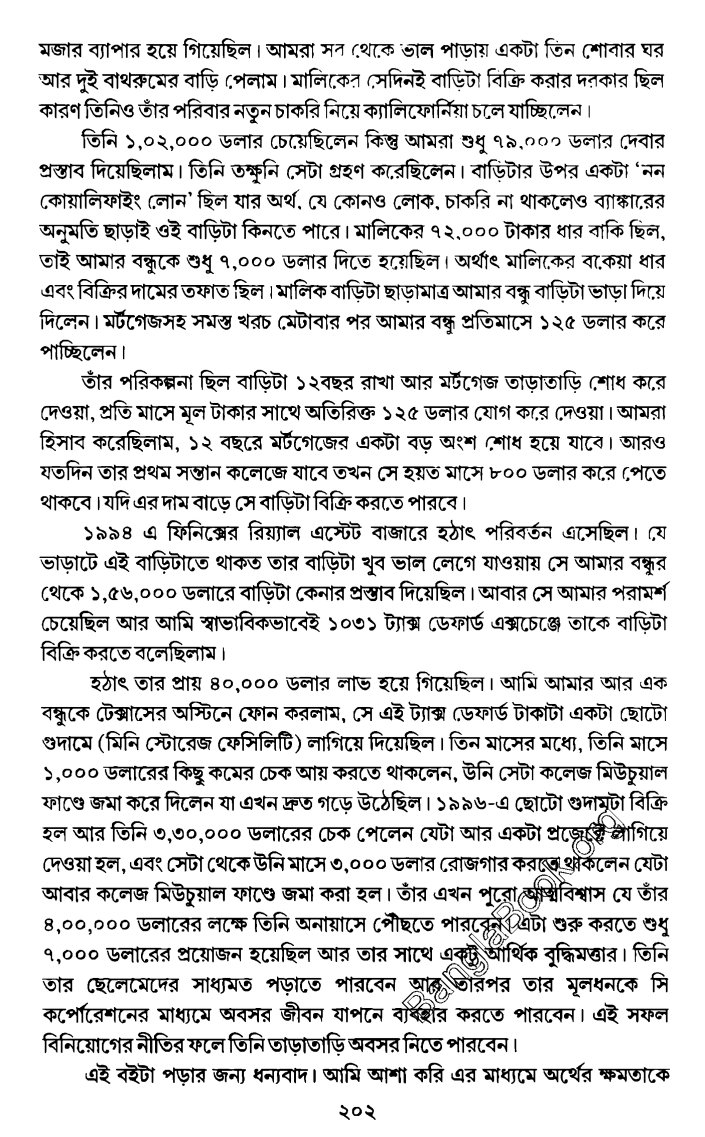 মজার ব্যাপার হয়ে গিয়েছিল। আমরা সব থেকে ভাল পাড়ায় একটা তিন শোবার ঘর
আর দুই বাথরুমের বাড়ি পেলাম। মালিকের সেদিনই বাড়িটা বিক্রি করার দরকার ছিল
কারণ তিনিও তাঁর পরিবার নতুন চাকরি নিয়ে ক্যালিফোর্নিয়া চলে যাচ্ছিলেন।
তিনি ১,০২,০০০ ডলার চেয়েছিলেন কিন্তু আমরা শুধু ৭৯,০০০ ডলার দেবার
প্রস্তাব দিয়েছিলাম। তিনি তক্ষুনি সেটা গ্রহণ করেছিলেন। বাড়িটার উপর একটা ‘নন
কোয়ালিফাইং লোন’ ছিল যার অর্থ, যে কোনও লোক, চাকরি না থাকলেও ব্যাঙ্কারের
অনুমতি ছাড়াই ওই বাড়িটা কিনতে পারে। মালিকের ৭২,০০০ টাকার ধার বাকি ছিল,
তাই আমার বন্ধুকে শুধু ৭,০০০ ডলার দিতে হয়েছিল। অর্থাৎ মালিকের বকেয়া ধার
এবং বিক্রির দামের তফাত ছিল। মালিক বাড়িটা ছাড়ামাত্র আমার বন্ধু বাড়িটা ভাড়া দিয়ে
দিলেন। মর্টগেজসহ সমস্ত খরচ মেটাবার পর আমার বন্ধু প্রতিমাসে ১২৫ ডলার করে
পাচ্ছিলেন।
তাঁর পরিকল্পনা ছিল বাড়িটা ১২বছর রাখা আর মর্টগেজ তাড়াতাড়ি শোধ করে
দেওয়া, প্রতি মাসে মূল টাকার সাথে অতিরিক্ত ১২৫ ডলার যোগ করে দেওয়া। আমরা
হিসাব করেছিলাম, ১২ বছরে মর্টগেজের একটা বড় অংশ শোধ হয়ে যাবে। আরও
যতদিন তার প্রথম সন্তান কলেজে যাবে তখন সে হয়ত মাসে ৮০০ ডলার করে পেতে
থাকবে। যদি এর দাম বাড়ে সে বাড়িটা বিক্রি করতে পারবে।
১৯৯৪ এ ফিনিক্সের রিয়্যাল এস্টেট বাজারে হঠাৎ পরিবর্তন এসেছিল। যে
ভাড়াটে এই বাড়িটাতে থাকত তার বাড়িটা খুব ভাল লেগে যাওয়ায় সে আমার বন্ধুর
থেকে ১,৫৬,০০০ ডলারে বাড়িটা কেনার প্রস্তাব দিয়েছিল। আবার সে আমার পরামর্শ
চেয়েছিল আর আমি স্বাভাবিকভাবেই ১০৩১ ট্যাক্স ডেফার্ড এক্সচেঞ্জে তাকে বাড়িটা
বিক্রি করতে বলেছিলাম।
হঠাৎ তার প্রায় ৪০,০০০ ডলার লাভ হয়ে গিয়েছিল। আমি আমার আর এক
বন্ধুকে টেক্সাসের অস্টিনে ফোন করলাম, সে এই ট্যাক্স ডেফার্ড টাকাটা একটা ছোটো
গুদামে (মিনি স্টোরেজ ফেসিলিটি) লাগিয়ে দিয়েছিল। তিন মাসের মধ্যে, তিনি মাসে
১,০০০ ডলারের কিছু কমের চেক আয় করতে থাকলেন, উনি সেটা কলেজ মিউচুয়াল
ফাণ্ডে জমা করে দিলেন যা এখন দ্রুত গড়ে উঠেছিল। ১৯৯৬-এ ছোটো গুদামটা বিক্রি
হল আর তিনি ৩,৩০,০০০ ডলারের চেক পেলেন যেটা আর একটা প্রজেক্টে লাগিয়ে
দেওয়া হল, এবং সেটা থেকে উনি মাসে ৩,০০০ ডলার রোজগার করতে থাকলেন যেটা
আবার কলেজ মিউচুয়াল ফাণ্ডে জমা করা হল। তাঁর এখন পুরো আত্মবিশ্বাস যে তাঁর
৪,০০,০০০ ডলারের লক্ষে তিনি অনায়াসে পৌঁছতে পারবেন। এটা শুরু করতে শুধু
৭,০০০ ডলারের প্রয়োজন হয়েছিল আর তার সাথে একটু আর্থিক বুদ্ধিমত্তার। তিনি
তার ছেলেমেদের সাধ্যমত পড়াতে পারবেন আর তারপর তার মূলধনকে সি
কর্পোরেশনের মাধ্যমে অবসর জীবন যাপনে ব্যবহার করতে পারবেন। এই সফল
বিনিয়োগের নীতির ফলে তিনি তাড়াতাড়ি অবসর নিতে পারবেন।
এই বইটা পড়ার জন্য ধন্যবাদ। আমি আশা করি এর মাধ্যমে অর্থের ক্ষমতাকে
২০২
BanglaBook.org